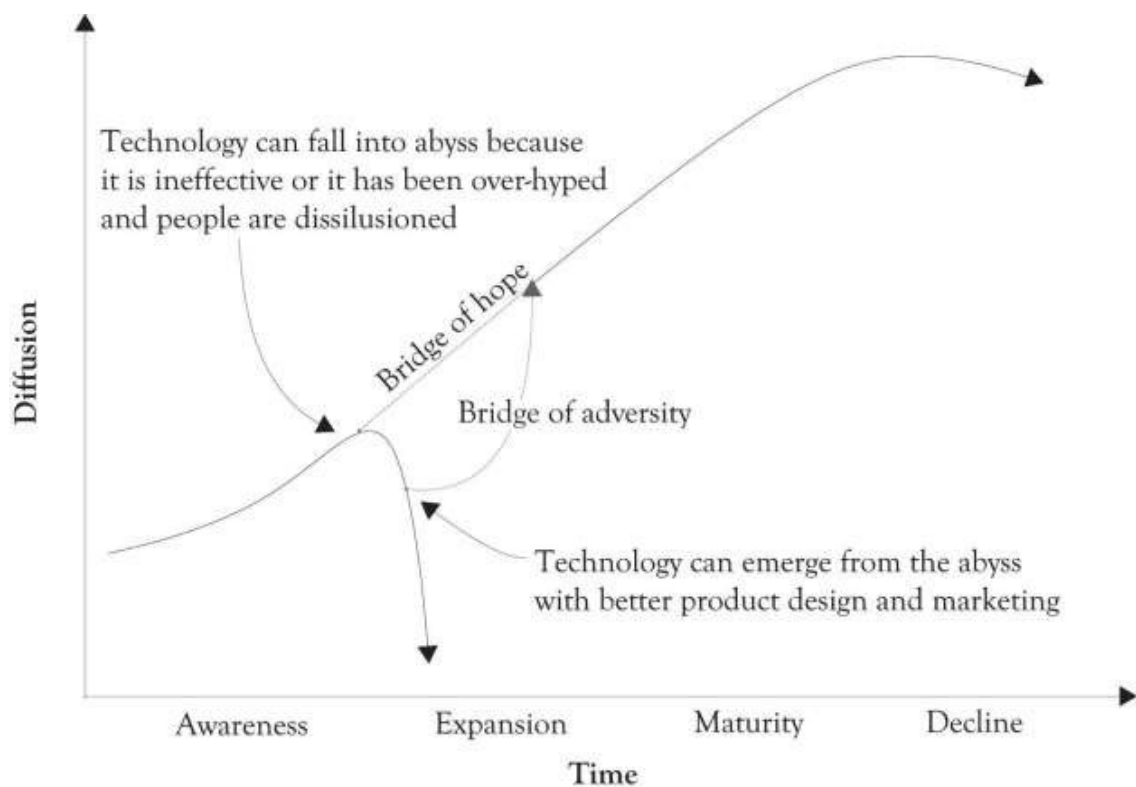 Technology can fall into abyss because
it is ineffective or it has been over-hyped
and people are dissilusioned
Bridge of hope
Diffusion
Bridge of adversity
Technology can emerge from the abyss
with better product design and marketing
Awareness
Expansion
Maturity
Decline
Time